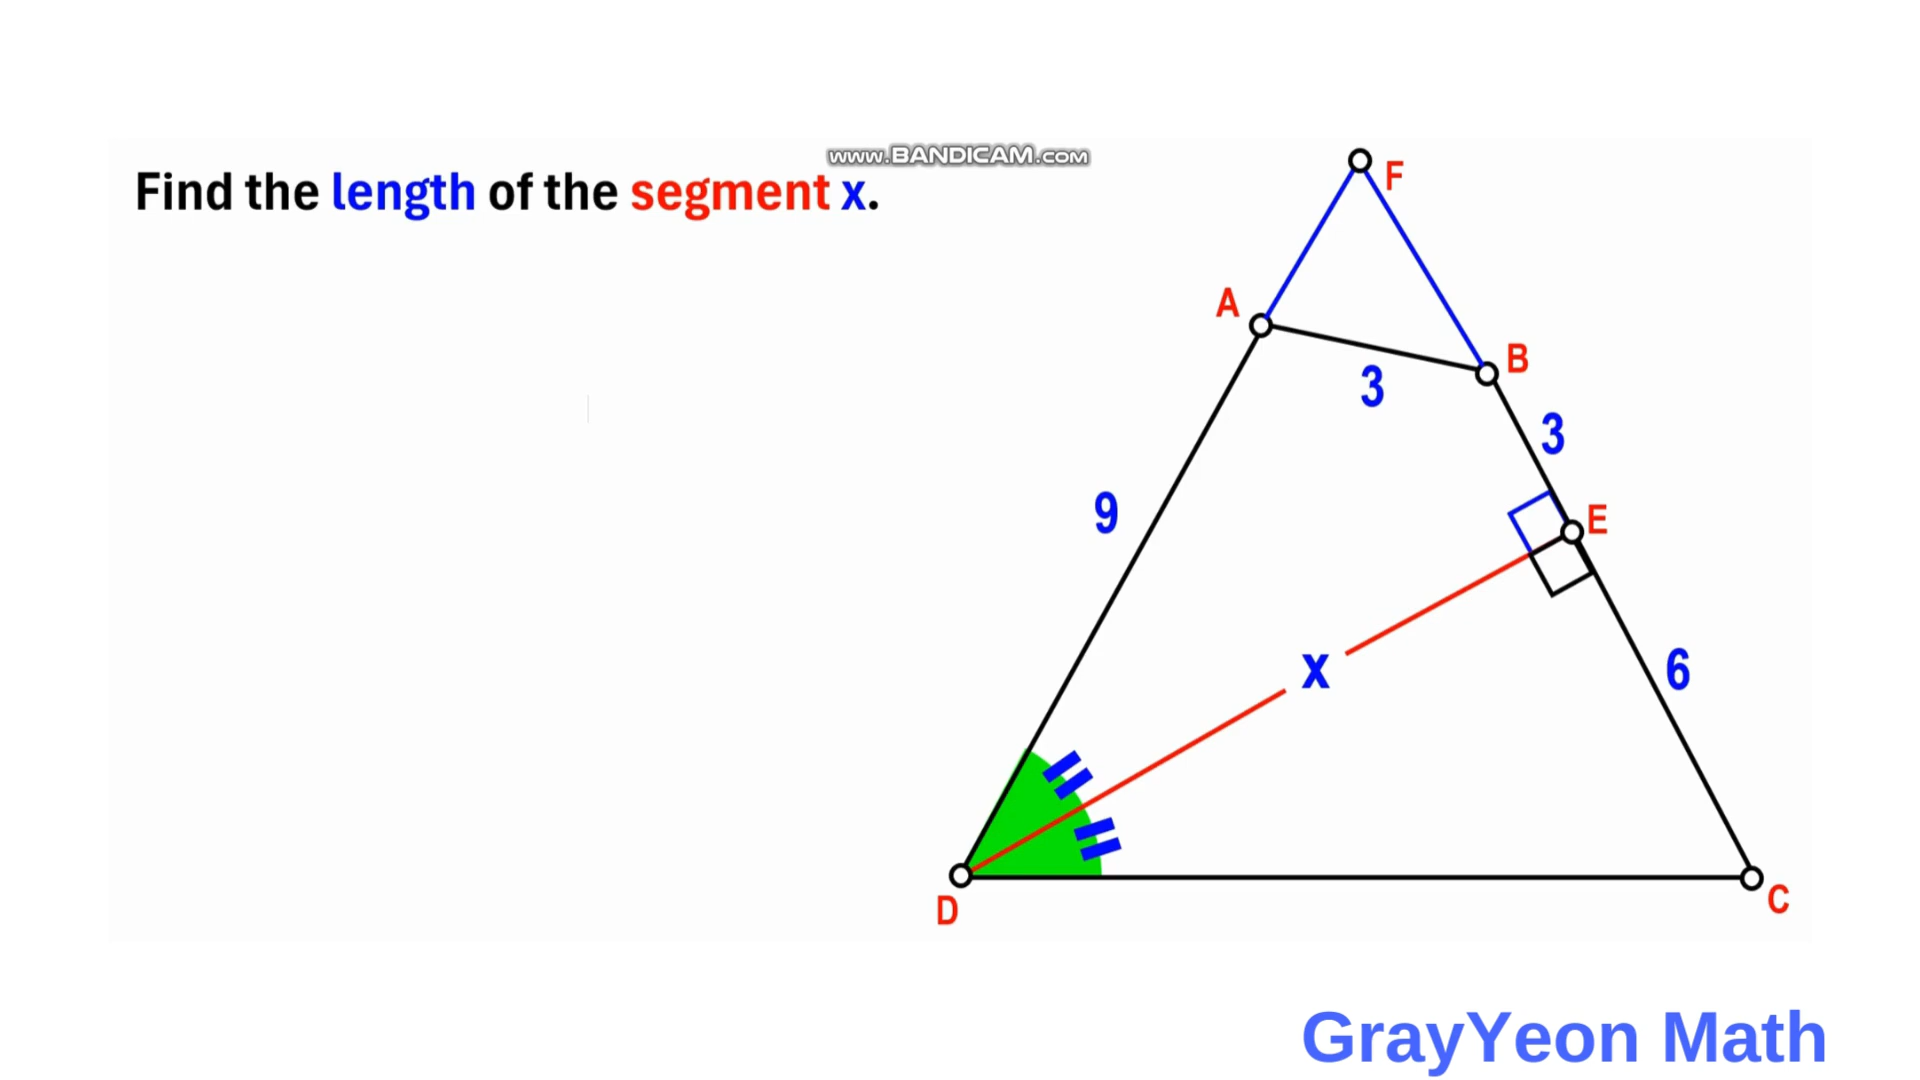 www.BANDICAM.com
Find the length of the segment x.
F
A
B
3
3
9
E
x
6
D
C
GrayYeon Math